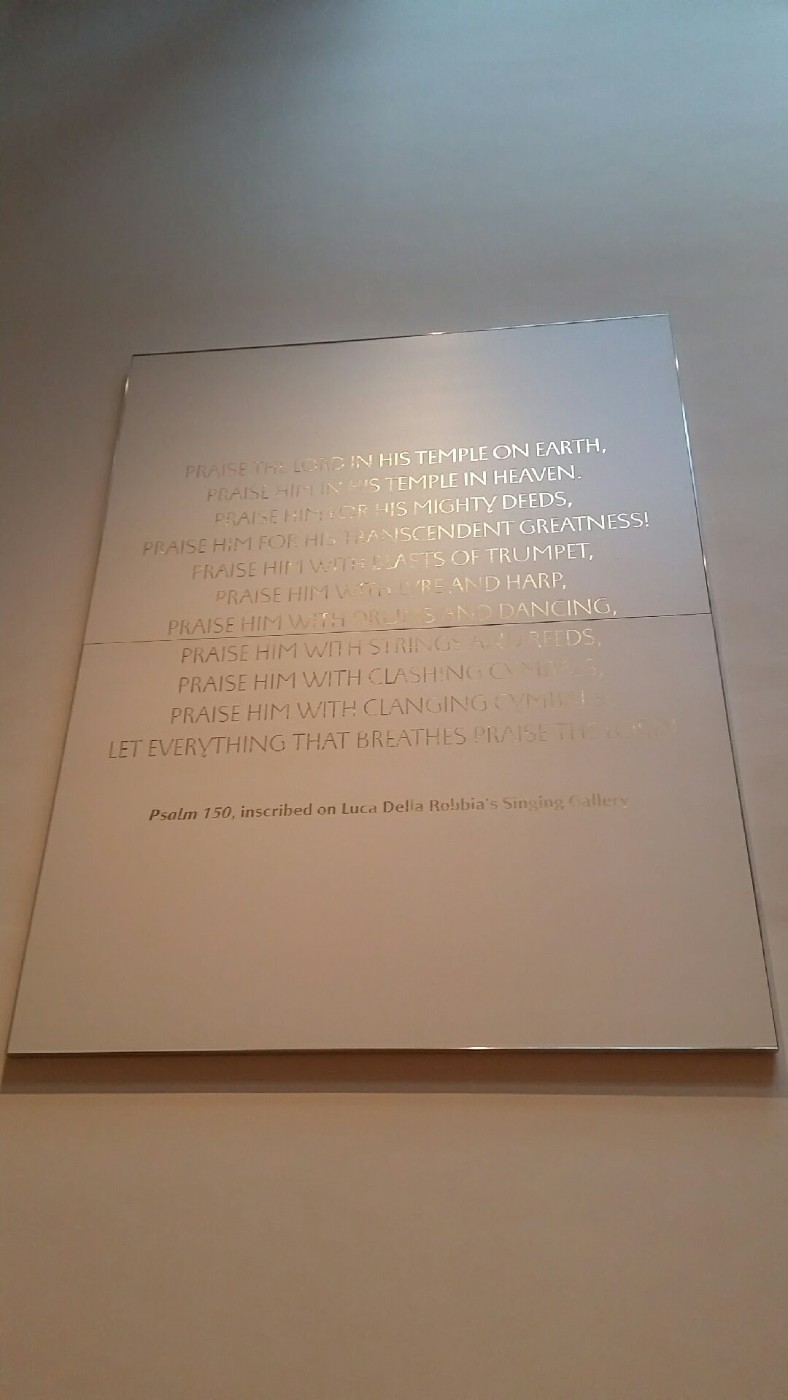 PRAISE THE LORD IN HIS TEMPLE ON EARTH,
PRAISE HIM IN HIS TEMPLE IN HEAVEN.
PRAISE HIM FOR HIS MIGHTY DEEDS,
PRAISE HIM FOR HIS TRANSCENDENT GREATNESS!
PRAISE HIM WITH BLASTS OF TRUMPET,
PRAISE HIM WITH LYRE AND HARP,
PRAISE HIM WITH DRUMS AND DANCING,
PRAISE HIM WITH STRINGS AND REEDS,
PRAISE HIM WITH CLASHING CYMBALS,
PRAISE HIM WITH CLANGING CYMBALS
LET EVERYTHING THAT BREATHES PRAISE THE LORD!
Psalm 150, inscribed on Luca Della Robbia's Singing Gallery